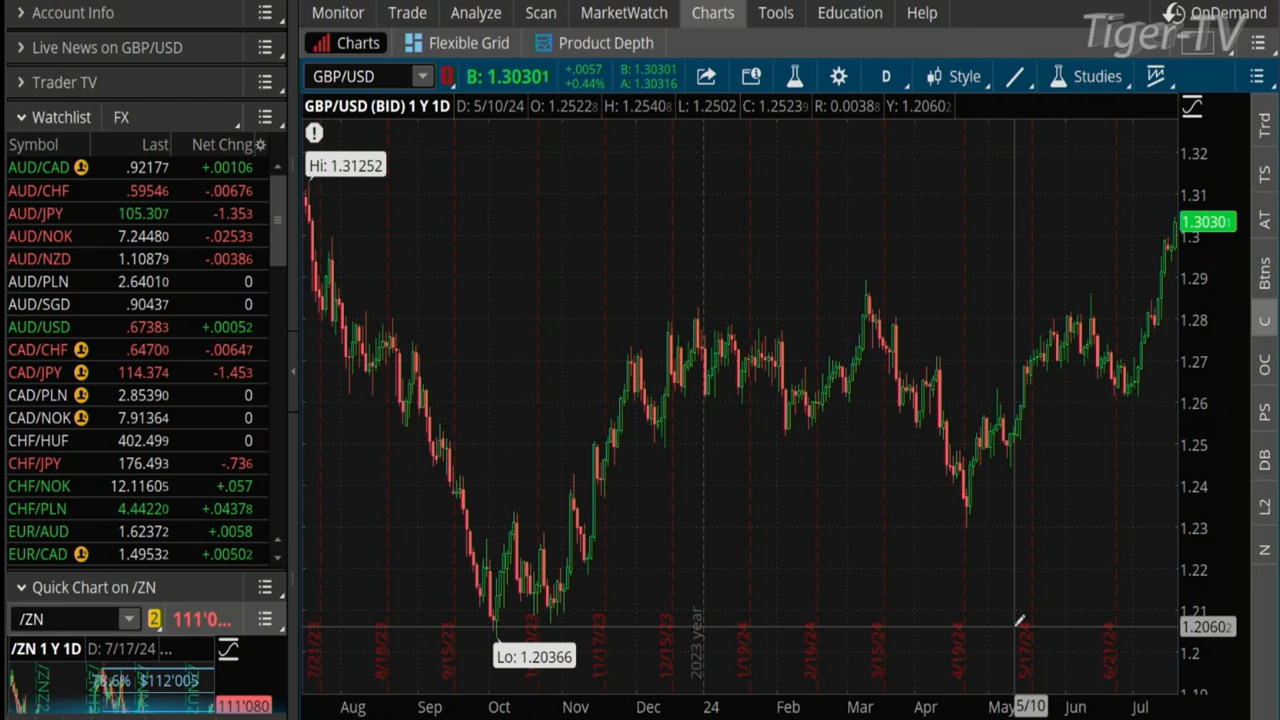 Account Info
Live News on GBP/USD
Trader TV
Watchlist FX
Symbol Last Net Chng
AUD/CAD .92177 +.00106
AUD/CHF .59546 -.00676
AUD/JPY 105.307 -1.353
AUD/NOK 7.24480 -.02533
AUD/NZD 1.10879 -.00386
AUD/PLN 2.64010 0
AUD/SGD .90437 0
AUD/USD .67383 +.00052
CAD/CHF .64700 -.00647
CAD/JPY 114.374 -1.453
CAD/PLN 2.85390 0
CAD/NOK 7.91364 0
CHF/HUF 402.499 0
CHF/JPY 176.493 -.736
CHF/NOK 12.11605 +.057
CHF/PLN 4.44220 +.04378
EUR/AUD 1.62372 +.0058
EUR/CAD 1.49532 +.00502
Quick Chart on /ZN
/ZN 2 111'0...
/ZN 1 Y 1D D: 7/17/24 ...
78.6% $112'005
111'080
Monitor Trade Analyze Scan MarketWatch Charts Tools Education Help
OnDemand
Tiger-TV
Charts Flexible Grid Product Depth
GBP/USD B: 1.30301 +.0057 +0.44% B: 1.30301 A: 1.30316 D Style Studies
GBP/USD (BID) 1 Y 1D D: 5/10/24 O: 1.25228 H: 1.25408 L: 1.2502 C: 1.25239 R: 0.00388 Y: 1.20602
Hi: 1.31252
Lo: 1.20366
1.32
1.31
1.30301
1.3
1.29
1.28
1.27
1.26
1.25
1.24
1.23
1.22
1.21
1.20602
1.2
1.19
7/21/23 8/18/23 9/15/23 11/17/23 12/15/23 2023 year 1/19/24 2/16/24 3/15/24 4/19/24 5/17/24 6/21/24
Aug Sep Oct Nov Dec 24 Feb Mar Apr May 5/10 Jun Jul
Trd
TS
AT
Btns
C
OC
PS
DB
L2
N